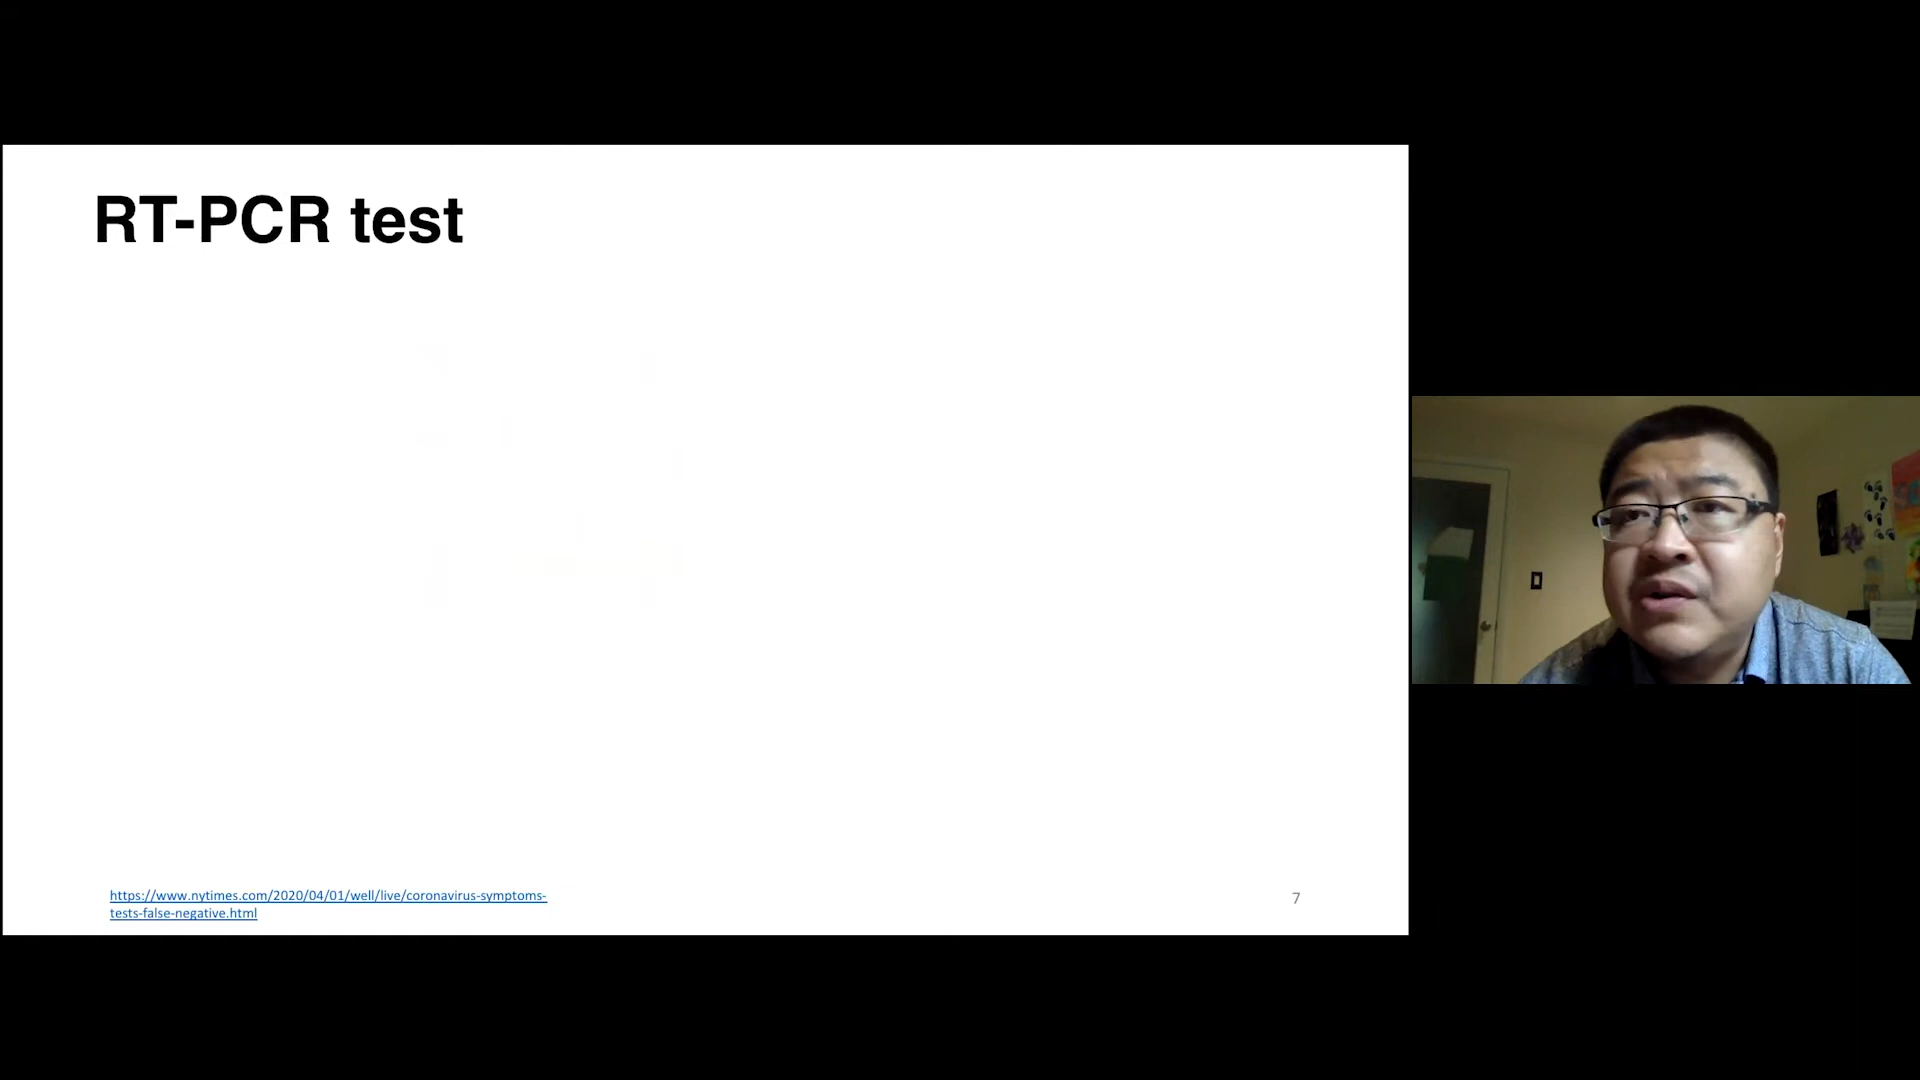 RT-PCR test
https://www.nytimes.com/2020/04/01/well/live/coronavirus-symptoms-
tests-false-negative.html
7